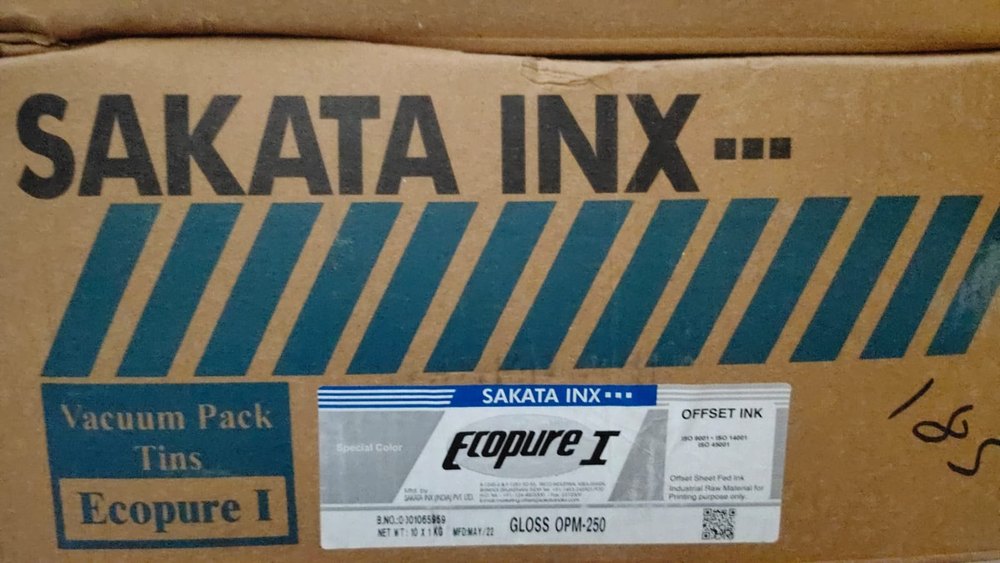 SAKATA INX
Vacuum Pack
Tins
Ecopure I
SAKATA INX
Special Color
Ecopure I
Mfd. by
SAKATA INX (INDIA) PVT. LTD.
OFFSET INK
ISO 9001 - ISO 14001
ISO 45001
Offset Sheet Fed Ink
Industrial Raw Material for
Printing purpose only.
B.NO.:
NET WT: 10 X 1 KG MFD:MAY/22
GLOSS OPM-250
185